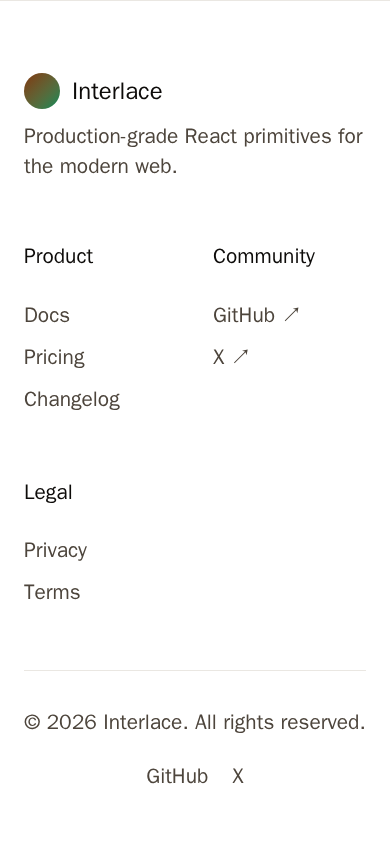 Interlace
Production-grade React primitives for
the modern web.
Product
Docs
Pricing
Changelog
Community
GitHub ↗
X ↗
Legal
Privacy
Terms
© 2026 Interlace. All rights reserved.
GitHub X